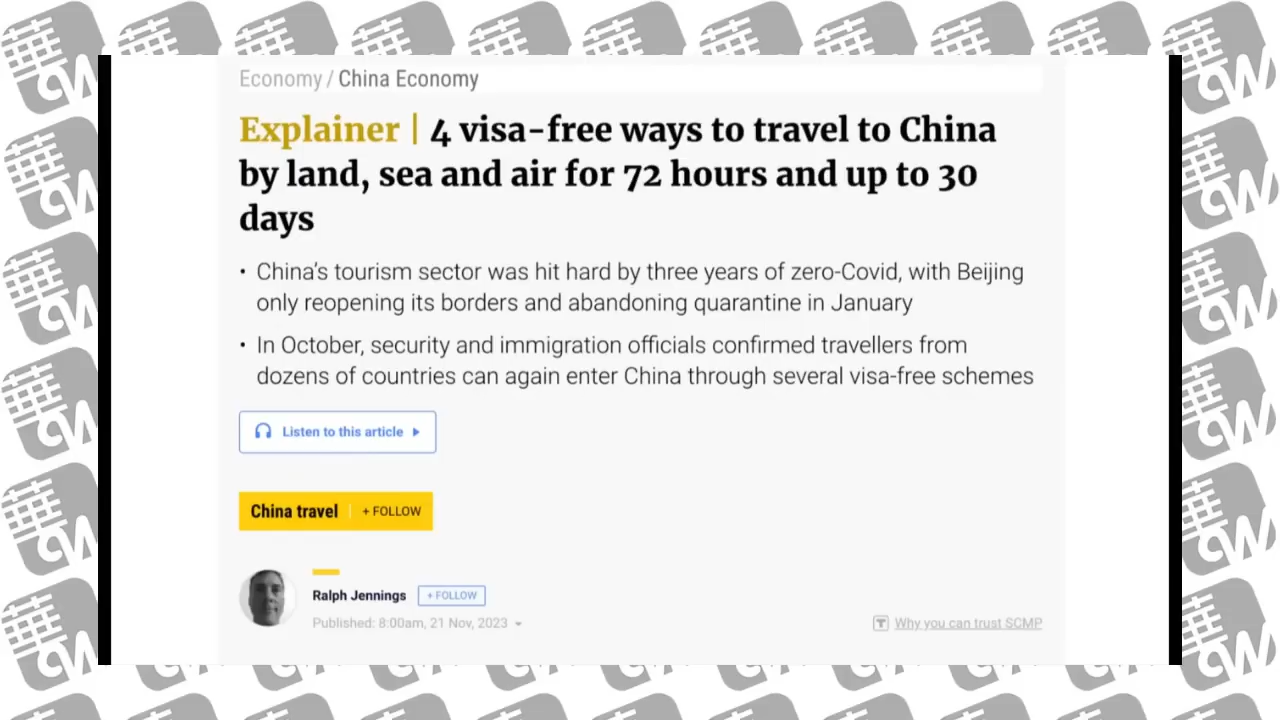 Economy / China Economy
Explainer | 4 visa-free ways to travel to China
by land, sea and air for 72 hours and up to 30
days
• China's tourism sector was hit hard by three years of zero-Covid, with Beijing
only reopening its borders and abandoning quarantine in January
• In October, security and immigration officials confirmed travellers from
dozens of countries can again enter China through several visa-free schemes
Listen to this article
China travel | + FOLLOW
Ralph Jennings + FOLLOW
Published: 8:00am, 21 Nov, 2023
Why you can trust SCMP
華